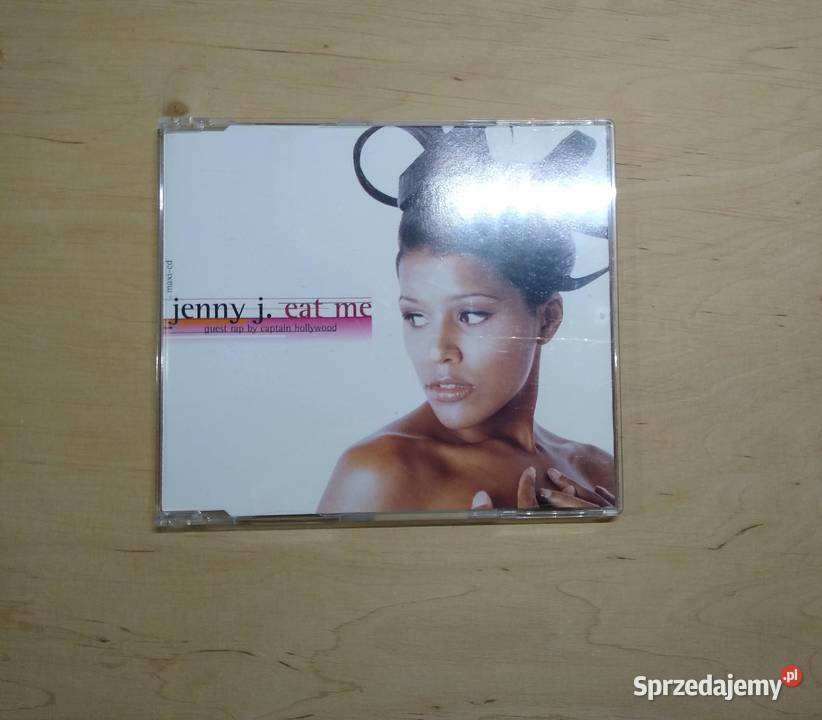 maxi-cd
jenny j. eat me
guest rap by captain hollywood
Sprzedajemy.pl